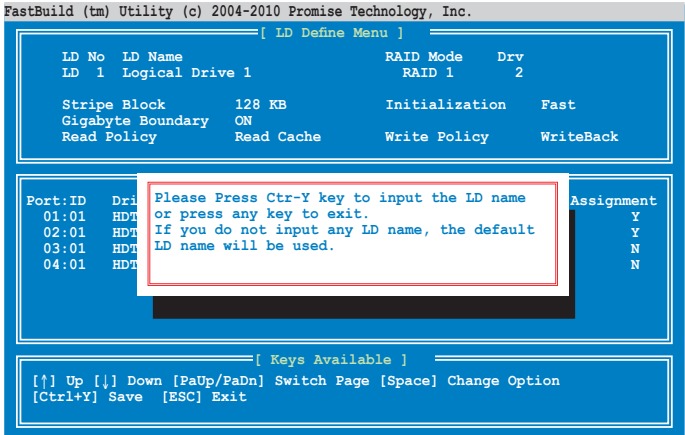 FastBuild (tm) Utility (c) 2004-2010 Promise Technology, Inc.
[ LD Define Menu ]
LD No LD Name RAID Mode Drv
LD 1 Logical Drive 1 RAID 1 2
Stripe Block 128 KB Initialization Fast
Gigabyte Boundary ON
Read Policy Read Cache Write Policy WriteBack
Port:ID Dri Assignment
01:01 HDT Y
02:01 HDT Y
03:01 HDT N
04:01 HDT N
Please Press Ctr-Y key to input the LD name
or press any key to exit.
If you do not input any LD name, the default
LD name will be used.
[ Keys Available ]
[↑] Up [↓] Down [PaUp/PaDn] Switch Page [Space] Change Option
[Ctrl+Y] Save [ESC] Exit